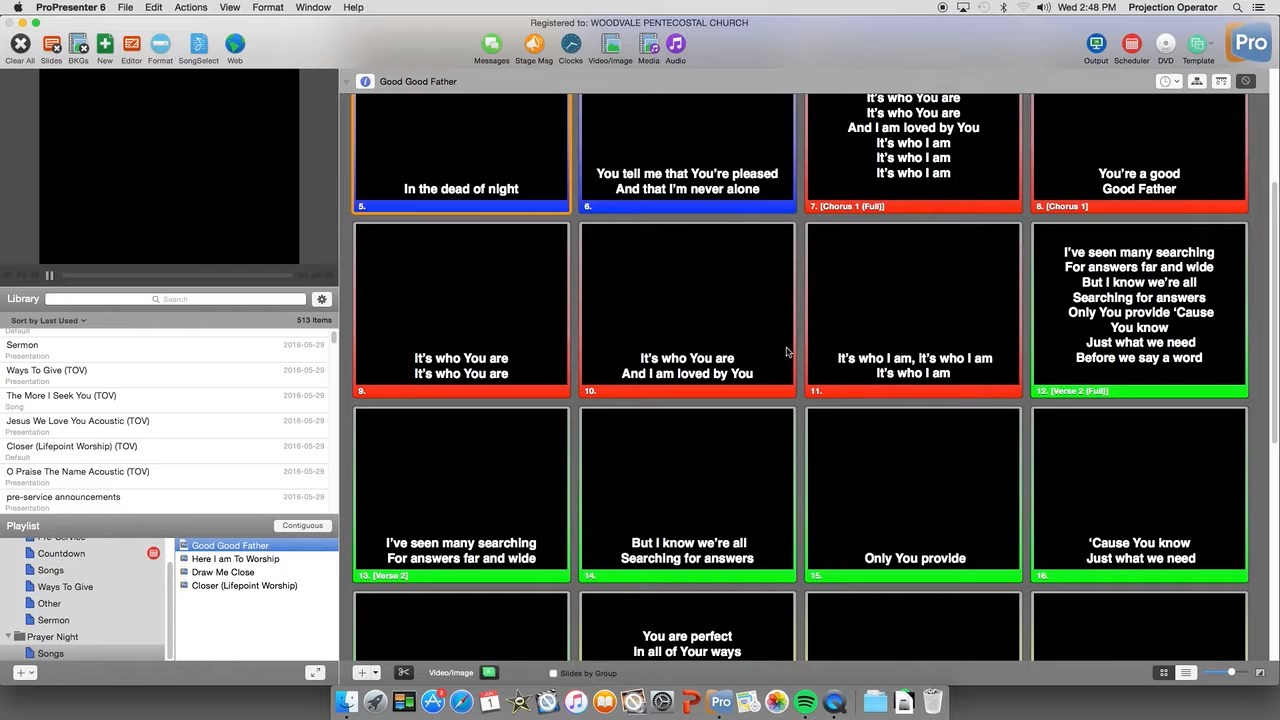 ProPresenter 6 File Edit Actions View Format Window Help
Wed 2:48 PM Projection Operator
Registered to: WOODVALE PENTECOSTAL CHURCH
Clear All Slides BKGs New Editor Format SongSelect Web
Messages Stage Msg Clocks Video/Image Media Audio
Output Scheduler DVD Template
Pro
Good Good Father
In the dead of night
5.
You tell me that You're pleased
And that I'm never alone
6.
It's who You are
It's who You are
And I am loved by You
It's who I am
It's who I am
It's who I am
7. [Chorus 1 (Full)]
You're a good
Good Father
8. [Chorus 1]
It's who You are
It's who You are
9.
It's who You are
And I am loved by You
10.
It's who I am, it's who I am
It's who I am
11.
I've seen many searching
For answers far and wide
But I know we're all
Searching for answers
Only You provide ‘Cause
You know
Just what we need
Before we say a word
12. [Verse 2 (Full)]
I've seen many searching
For answers far and wide
13. [Verse 2]
But I know we're all
Searching for answers
14.
Only You provide
15.
‘Cause You know
Just what we need
16.
You are perfect
In all of Your ways
Library
Search
Sort by Last Used
513 Items
Default
Sermon 2016-05-29
Presentation
Ways To Give (TOV) 2016-05-29
Presentation
The More I Seek You (TOV) 2016-05-29
Song
Jesus We Love You Acoustic (TOV) 2016-05-29
Presentation
Closer (Lifepoint Worship) (TOV) 2016-05-29
Default
O Praise The Name Acoustic (TOV) 2016-05-29
Presentation
pre-service announcements 2016-05-29
Presentation
Playlist
Contiguous
Pre-Service
Countdown
Songs
Ways To Give
Other
Sermon
Prayer Night
Songs
Good Good Father
Here I am To Worship
Draw Me Close
Closer (Lifepoint Worship)
Video/Image
Slides by Group
Pro